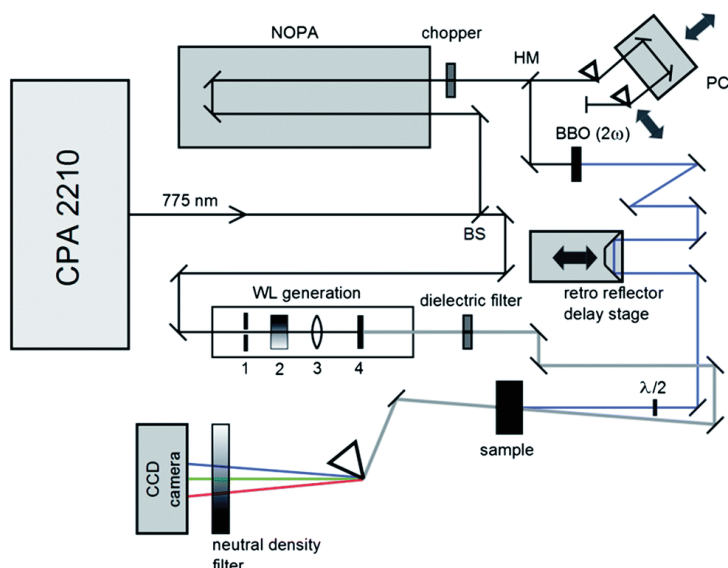 NOPA
chopper
HM
PC
BBO (2ω)
CPA 2210
775 nm
BS
WL generation
dielectric filter
retro reflector
delay stage
1 2 3 4
λ/2
sample
CCD
camera
neutral density
filter